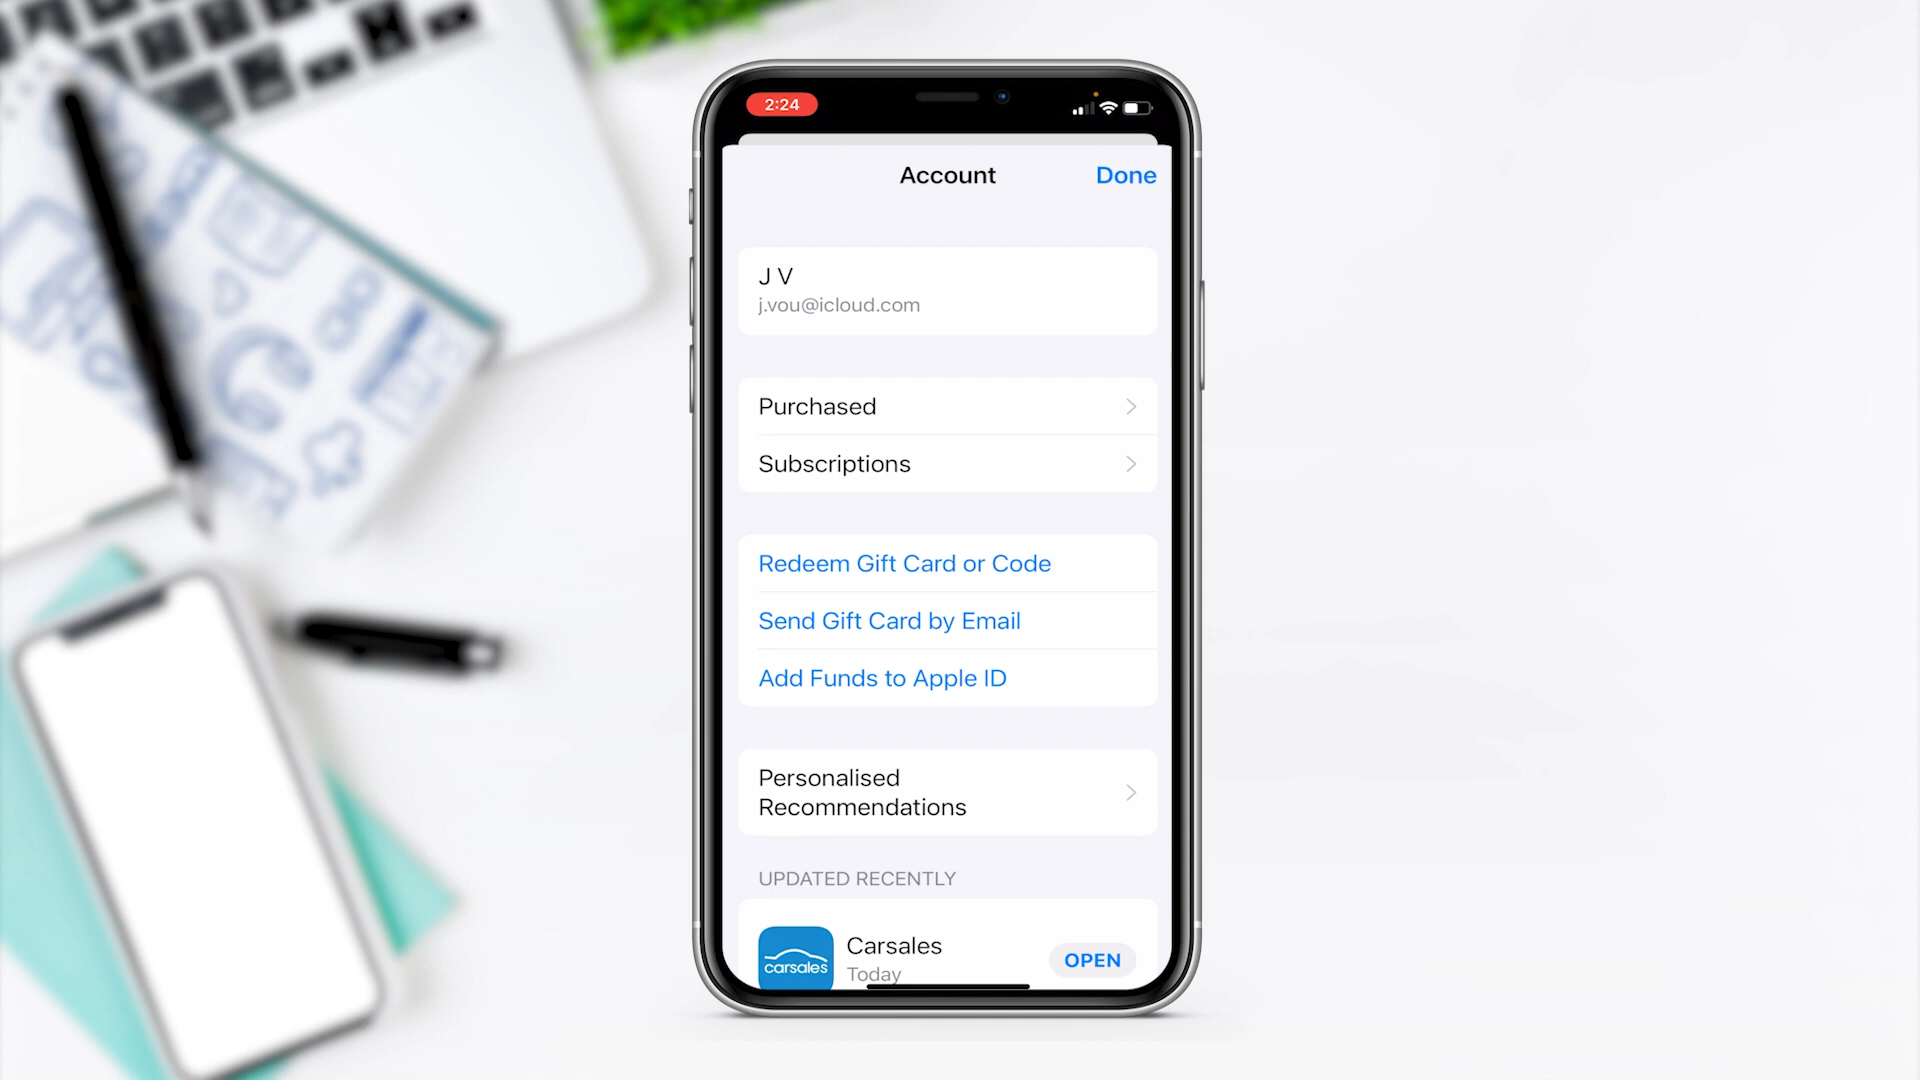 2:24
Account
Done
J V
j.vou@icloud.com
Purchased
Subscriptions
Redeem Gift Card or Code
Send Gift Card by Email
Add Funds to Apple ID
Personalised
Recommendations
UPDATED RECENTLY
carsales
Carsales
Today
OPEN